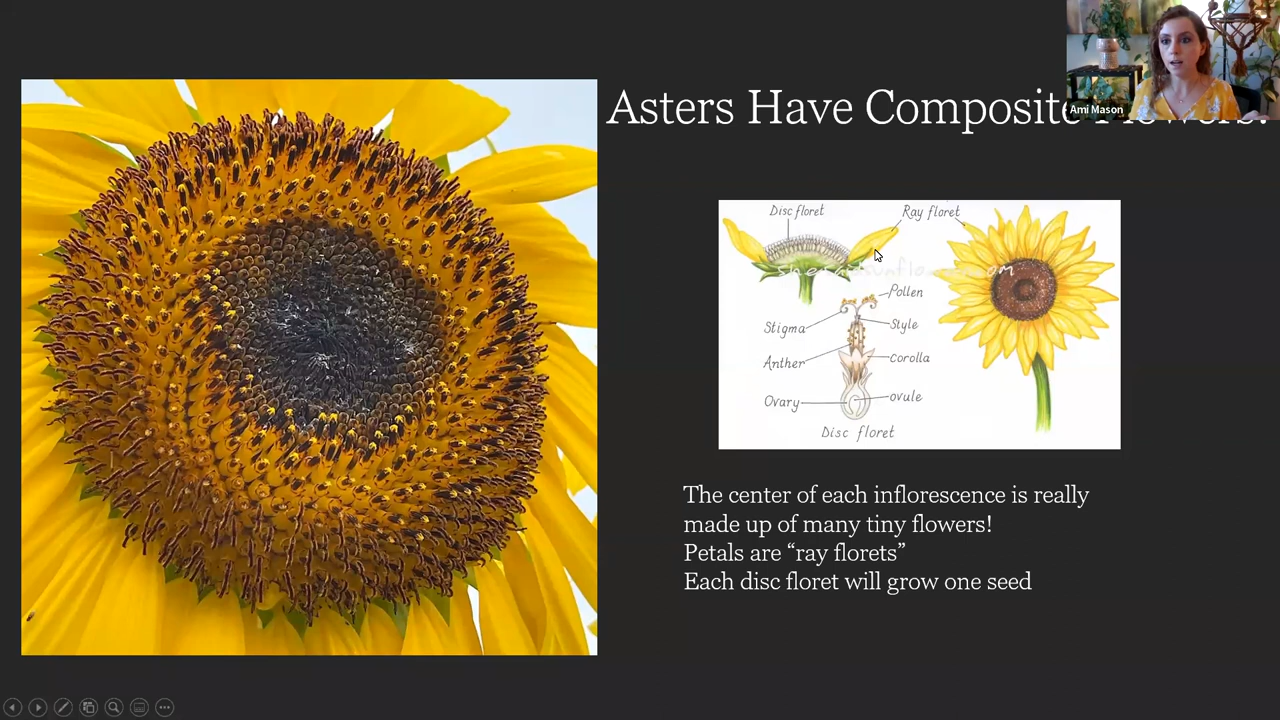 Asters Have Composite Flowers!
Ami Mason
Disc floret
Ray floret
Pollen
Stigma
Style
Anther
Corolla
Ovary
ovule
Disc floret
The center of each inflorescence is really
made up of many tiny flowers!
Petals are “ray florets”
Each disc floret will grow one seed